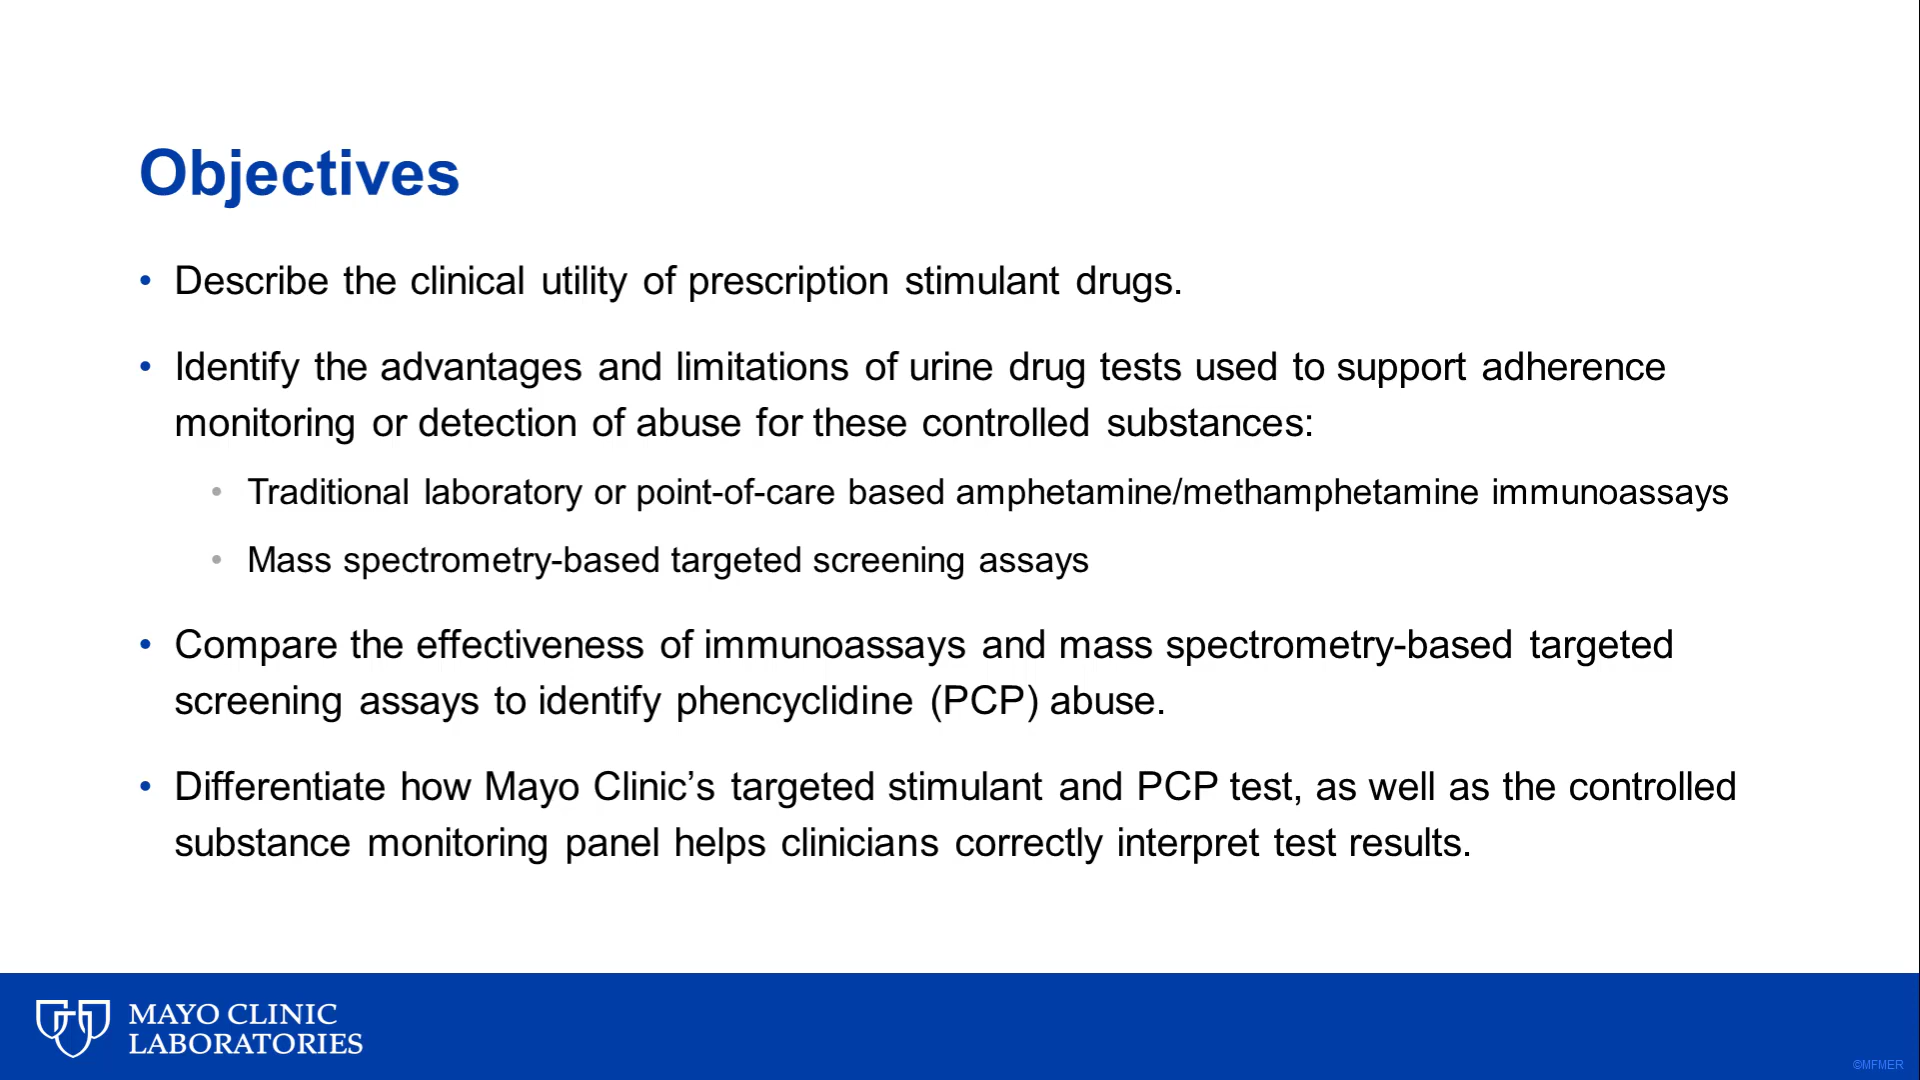 Objectives
• Describe the clinical utility of prescription stimulant drugs.
• Identify the advantages and limitations of urine drug tests used to support adherence
monitoring or detection of abuse for these controlled substances:
• Traditional laboratory or point-of-care based amphetamine/methamphetamine immunoassays
• Mass spectrometry-based targeted screening assays
• Compare the effectiveness of immunoassays and mass spectrometry-based targeted
screening assays to identify phencyclidine (PCP) abuse.
• Differentiate how Mayo Clinic’s targeted stimulant and PCP test, as well as the controlled
substance monitoring panel helps clinicians correctly interpret test results.
MAYO CLINIC
LABORATORIES
©MFMER